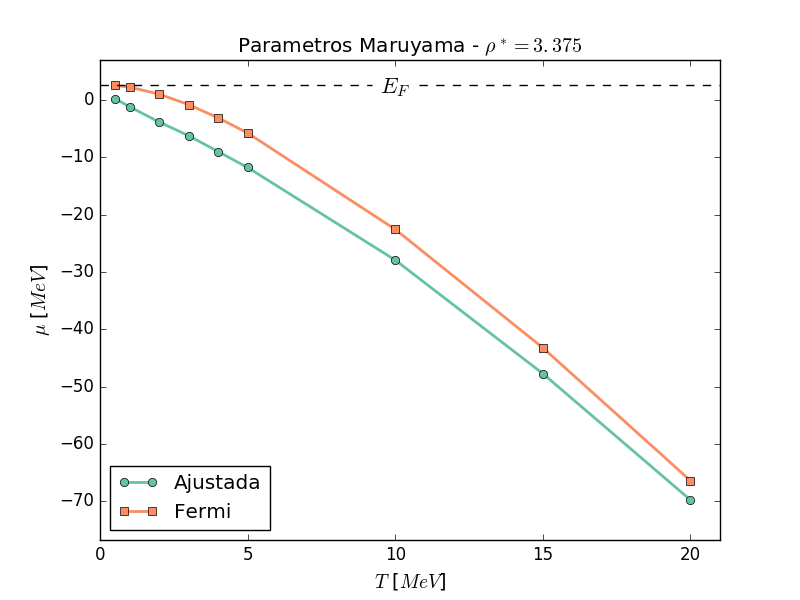 Parametros Maruyama - ρ* = 3.375
E_F
0
−10
−20
−30
−40
−50
−60
−70
μ [MeV]
Ajustada
Fermi
0 5 10 15 20
T [MeV]